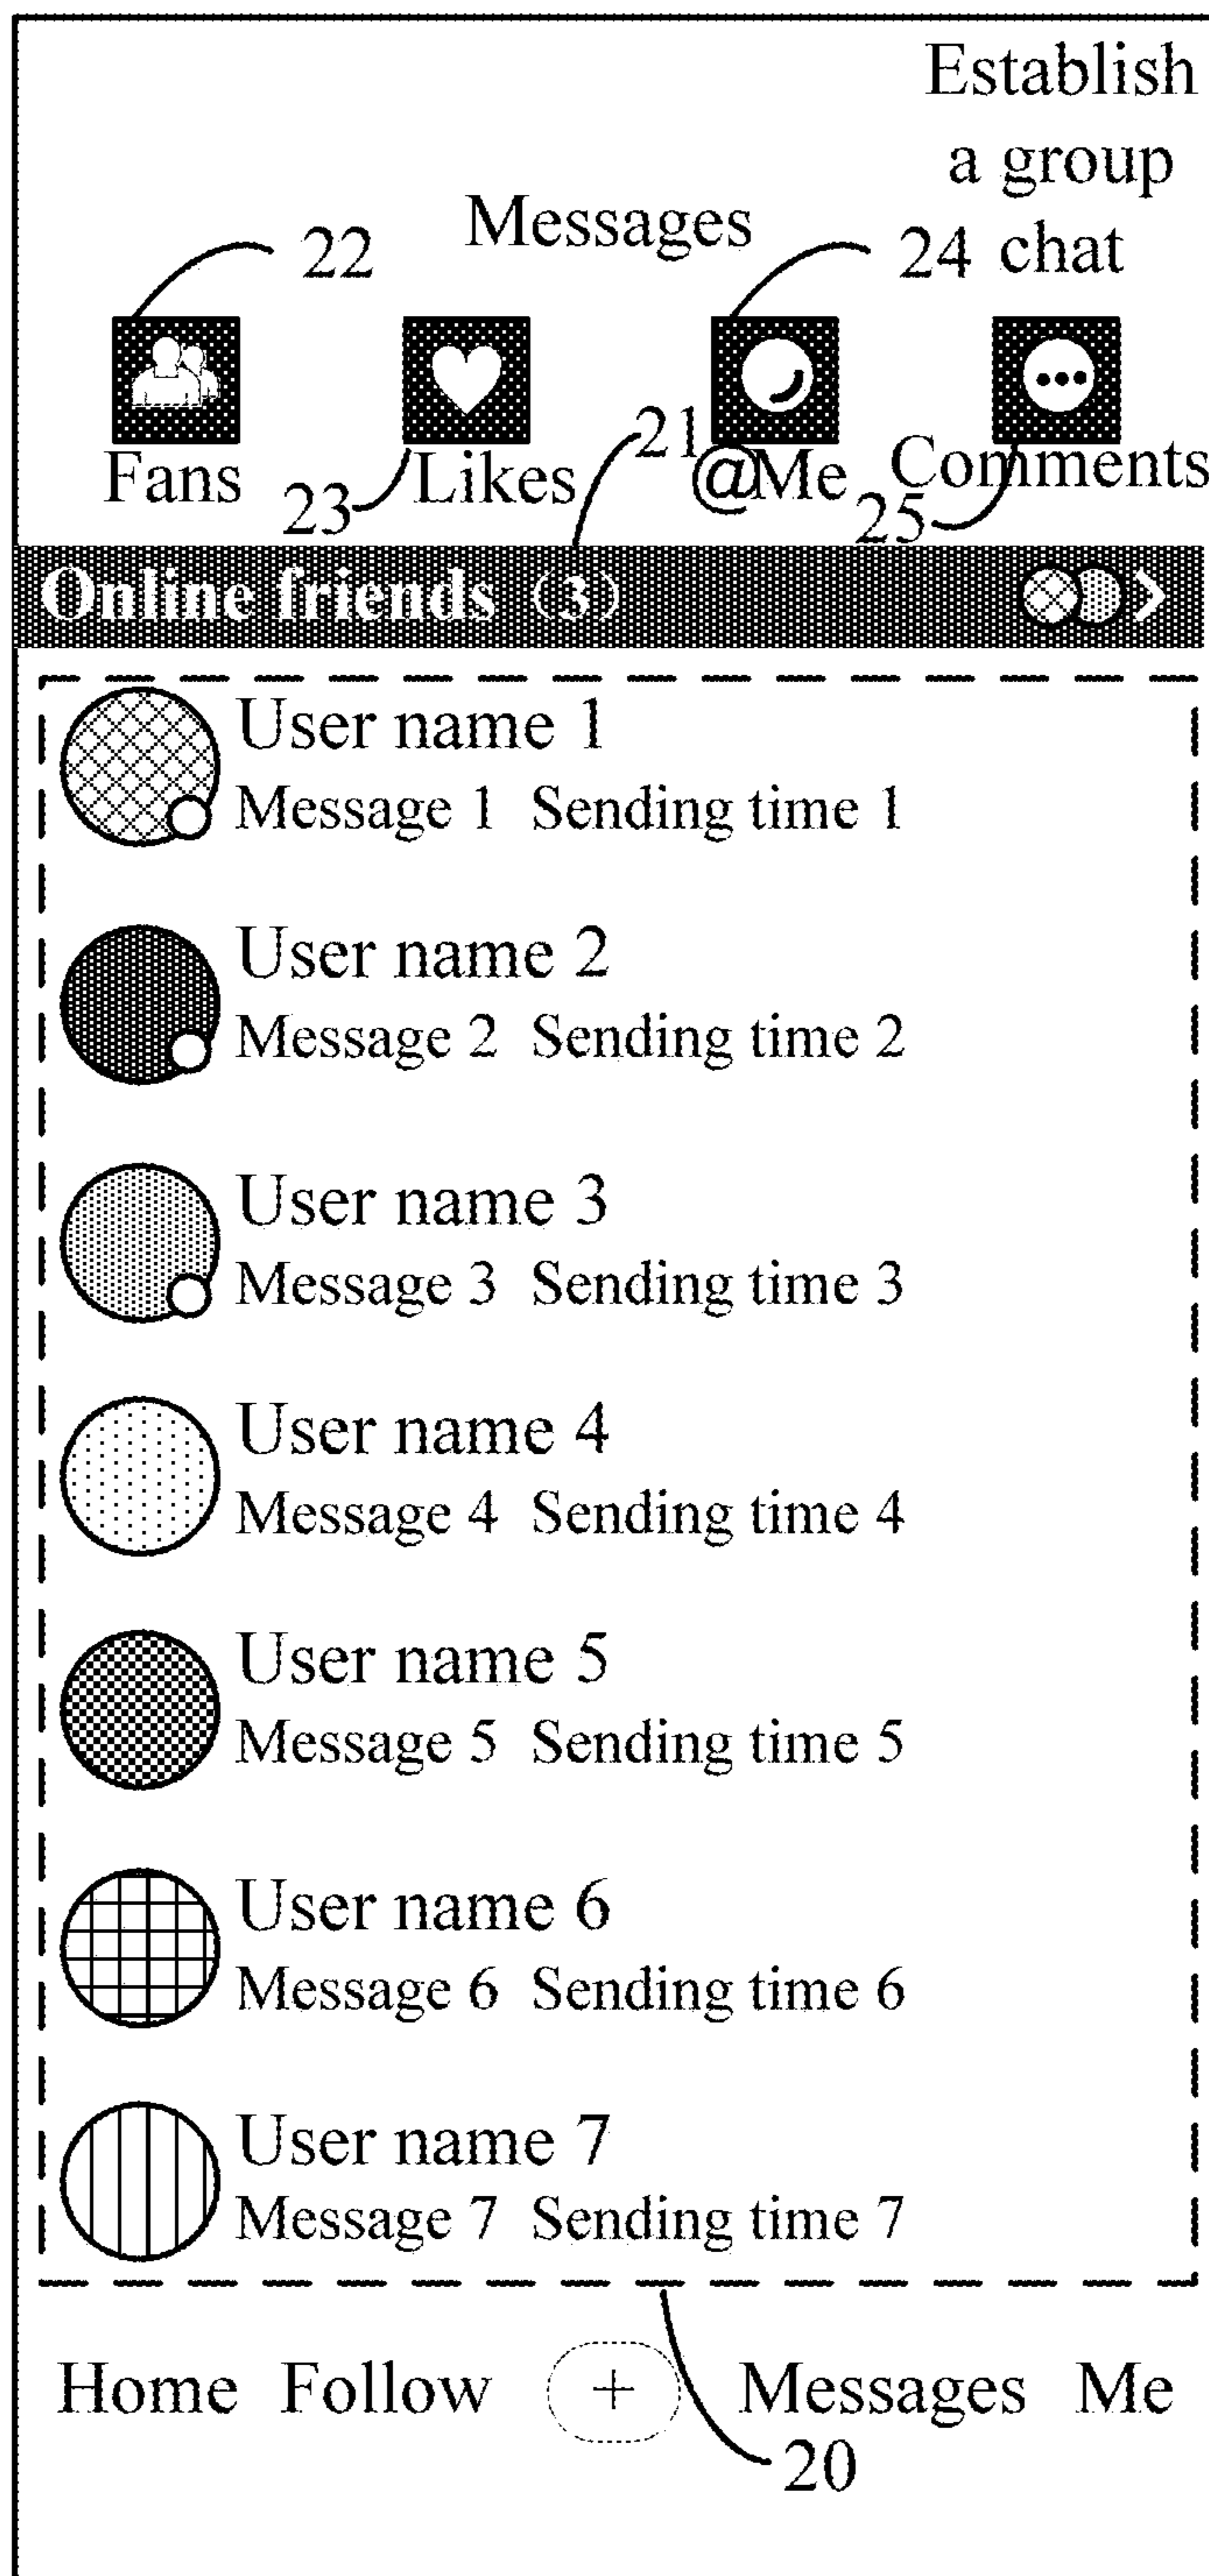 Establish
a group
chat
Messages
22
24
Fans
Likes
@Me
Comments
23
21
25
Online friends (3)
User name 1
Message 1 Sending time 1
User name 2
Message 2 Sending time 2
User name 3
Message 3 Sending time 3
User name 4
Message 4 Sending time 4
User name 5
Message 5 Sending time 5
User name 6
Message 6 Sending time 6
User name 7
Message 7 Sending time 7
Home Follow + Messages Me
20